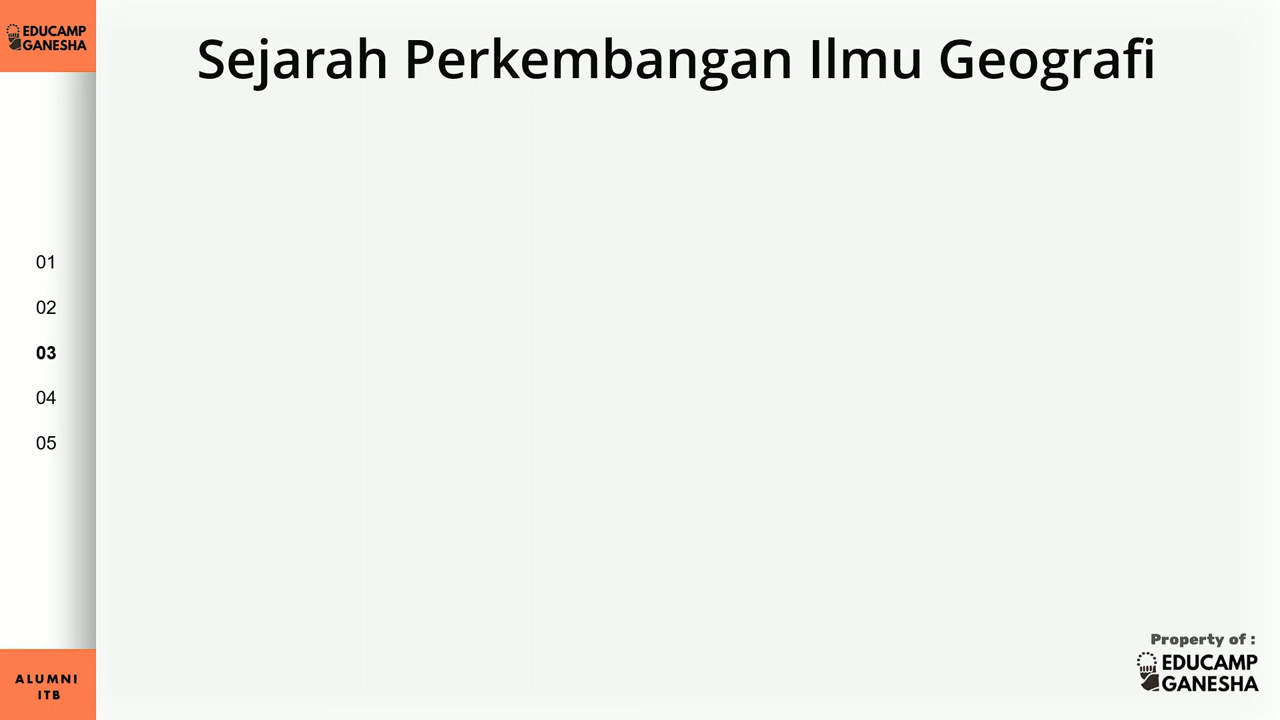 EDUCAMP
GANESHA
Sejarah Perkembangan Ilmu Geografi
01
02
03
04
05
ALUMNI
ITB
Property of :
EDUCAMP
GANESHA